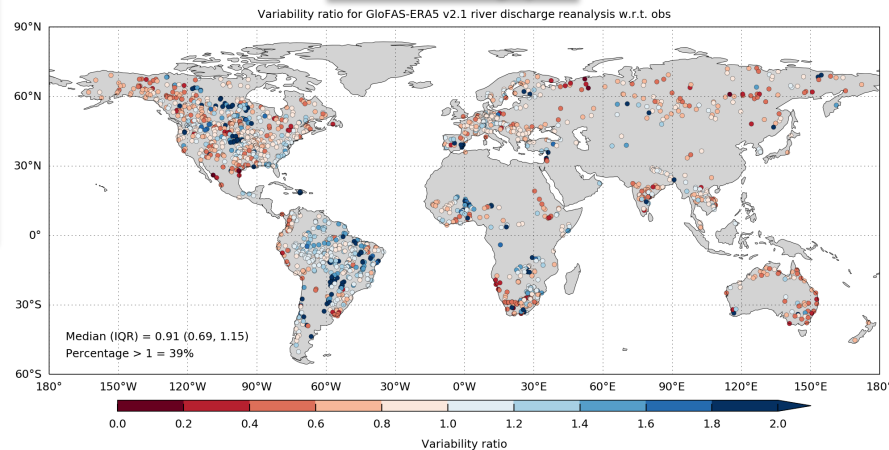 Variability ratio for GloFAS-ERA5 v2.1 river discharge reanalysis w.r.t. obs
90°N
60°N
30°N
0°
30°S
60°S
Median (IQR) = 0.91 (0.69, 1.15)
Percentage > 1 = 39%
180° 150°W 120°W 90°W 60°W 30°W 0°W 30°E 60°E 90°E 120°E 150°E 180°
0.0 0.2 0.4 0.6 0.8 1.0 1.2 1.4 1.6 1.8 2.0
Variability ratio